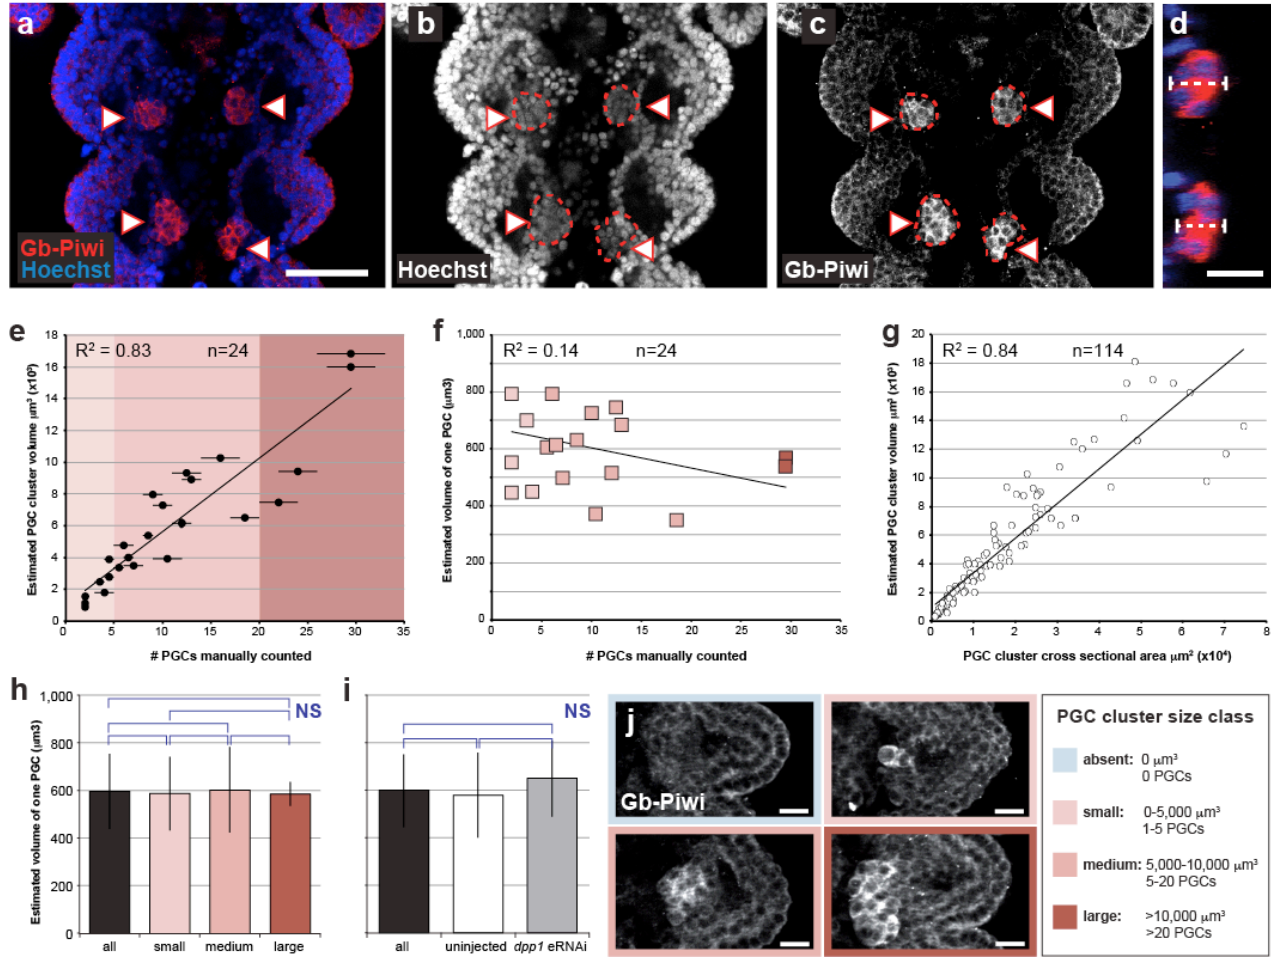 a
Gb-Piwi
Hoechst
b
Hoechst
c
Gb-Piwi
d
e
R² = 0.83 n=24
Estimated PGC cluster volume µm³ (x10³)
18
16
14
12
10
8
6
4
2
0
0 5 10 15 20 25 30 35
# PGCs manually counted
f
R² = 0.14 n=24
Estimated volume of one PGC (µm3)
1,000
800
600
400
200
0
0 5 10 15 20 25 30 35
# PGCs manually counted
g
R² = 0.84 n=114
Estimated PGC cluster volume µm³ (x10³)
20
18
16
14
12
10
8
6
4
2
0
0 1 2 3 4 5 6 7 8
PGC cluster cross sectional area µm² (x10⁴)
h
NS
Estimated volume of one PGC (µm3)
1,000
800
600
400
200
0
all small medium large
i
NS
all uninjected dpp1 eRNAi
j
Gb-Piwi
PGC cluster size class
absent: 0 µm³
0 PGCs
small: 0-5,000 µm³
1-5 PGCs
medium: 5,000-10,000 µm³
5-20 PGCs
large: >10,000 µm³
>20 PGCs